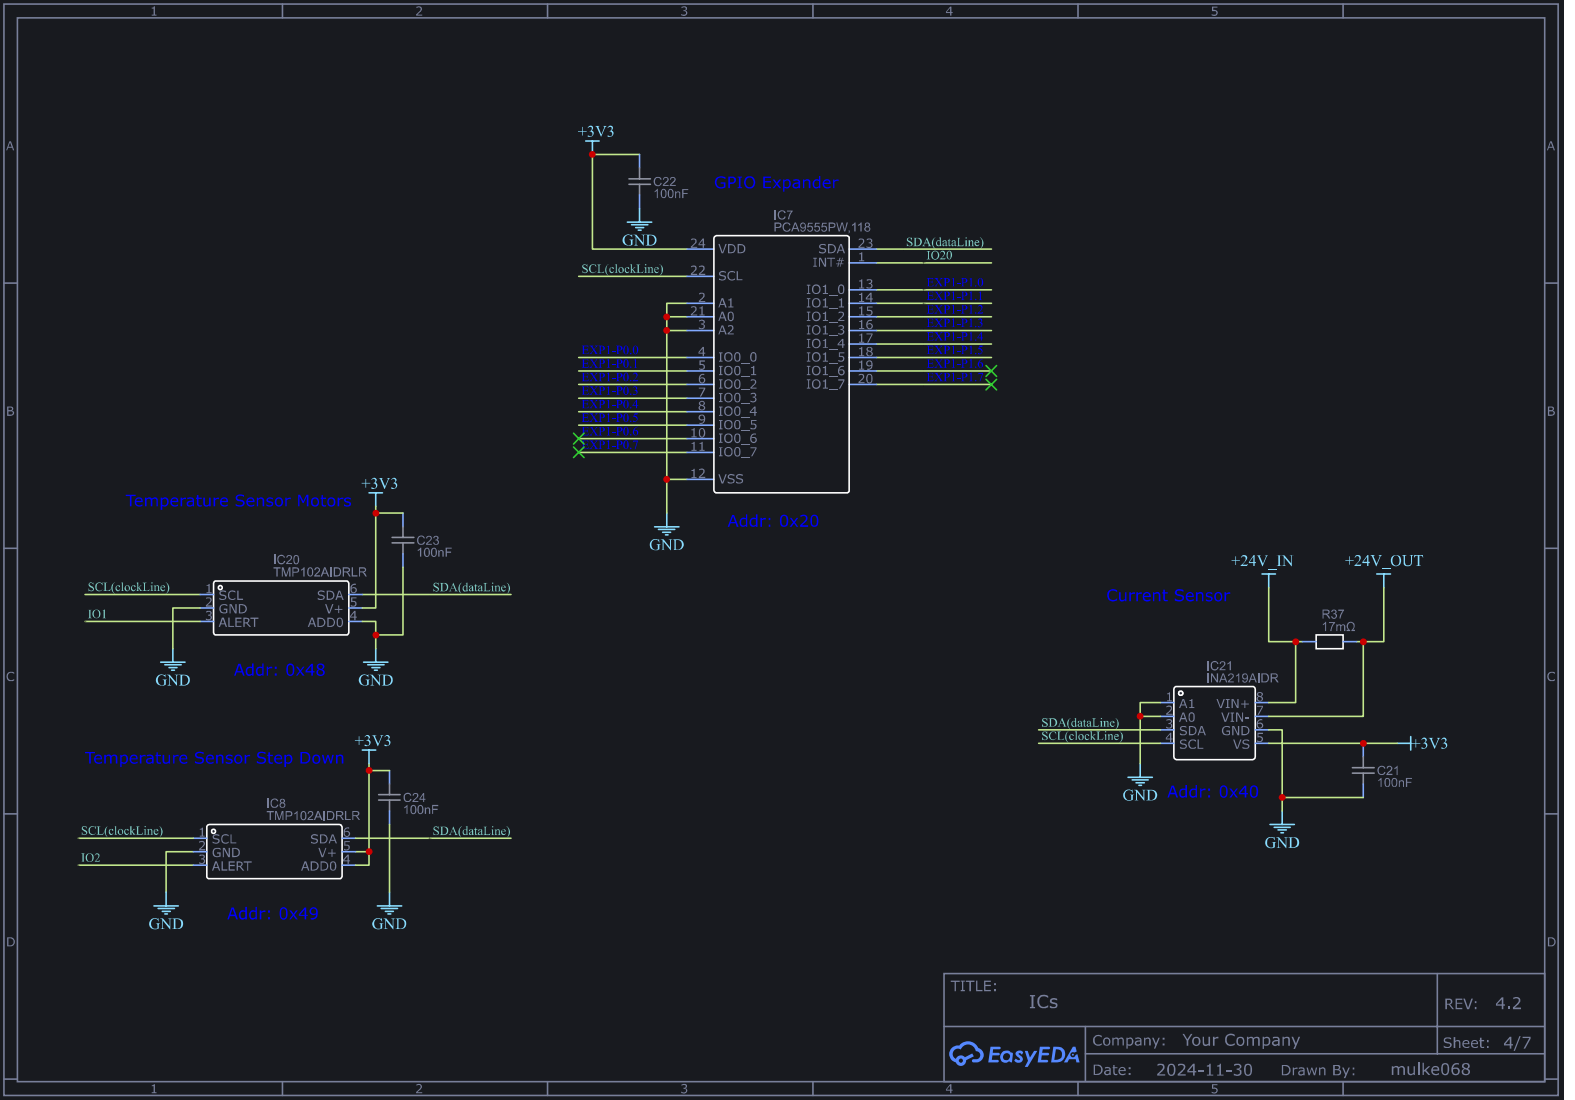 1 2 3 4 5
A A
B B
C C
D D
+3V3
C22
100nF
GND
GPIO Expander
IC7
PCA9555PW,118
24 VDD
22 SCL
2 A1
21 A0
3 A2
4 IO0_0
5 IO0_1
6 IO0_2
7 IO0_3
8 IO0_4
9 IO0_5
10 IO0_6
11 IO0_7
12 VSS
SDA 23
INT# 1
IO1_0 13
IO1_1 14
IO1_2 15
IO1_3 16
IO1_4 17
IO1_5 18
IO1_6 19
IO1_7 20
SCL(clockLine)
SDA(dataLine)
IO20
GND
Addr: 0x20
Temperature Sensor Motors
+3V3
C23
100nF
IC20
TMP102AIDRLR
SCL(clockLine)
IO1
1 SCL
2 GND
3 ALERT
SDA 6
V+ 5
ADD0 4
SDA(dataLine)
GND
Addr: 0x48
GND
Temperature Sensor Step Down
+3V3
C24
100nF
IC8
TMP102AIDRLR
SCL(clockLine)
IO2
1 SCL
2 GND
3 ALERT
SDA 6
V+ 5
ADD0 4
SDA(dataLine)
GND
Addr: 0x49
GND
Current Sensor
+24V_IN
+24V_OUT
R37
17mΩ
IC21
INA219AIDR
1 A1
2 A0
3 SDA
4 SCL
VIN+ 8
VIN- 7
GND 6
VS 5
SDA(dataLine)
SCL(clockLine)
+3V3
C21
100nF
GND
Addr: 0x40
GND
TITLE:
ICs
REV: 4.2
EasyEDA
Company: Your Company
Sheet: 4/7
Date: 2024-11-30
Drawn By: mulke068
1 2 3 4 5